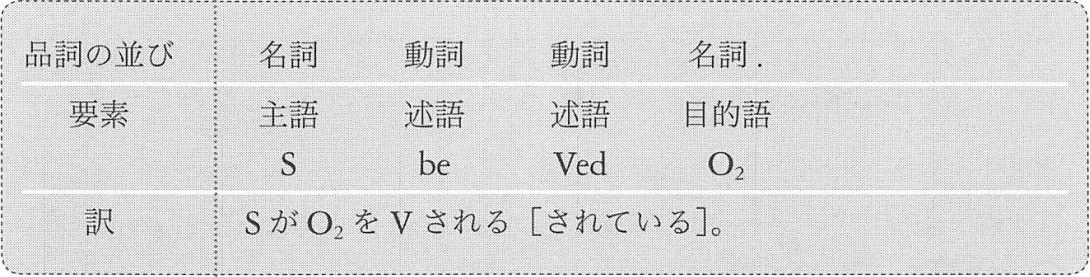 品詞の並び 名詞 動詞 動詞 名詞.
要素 主語 述語 述語 目的語
S be Ved O₂
訳 SがO₂をVされる［されている］。